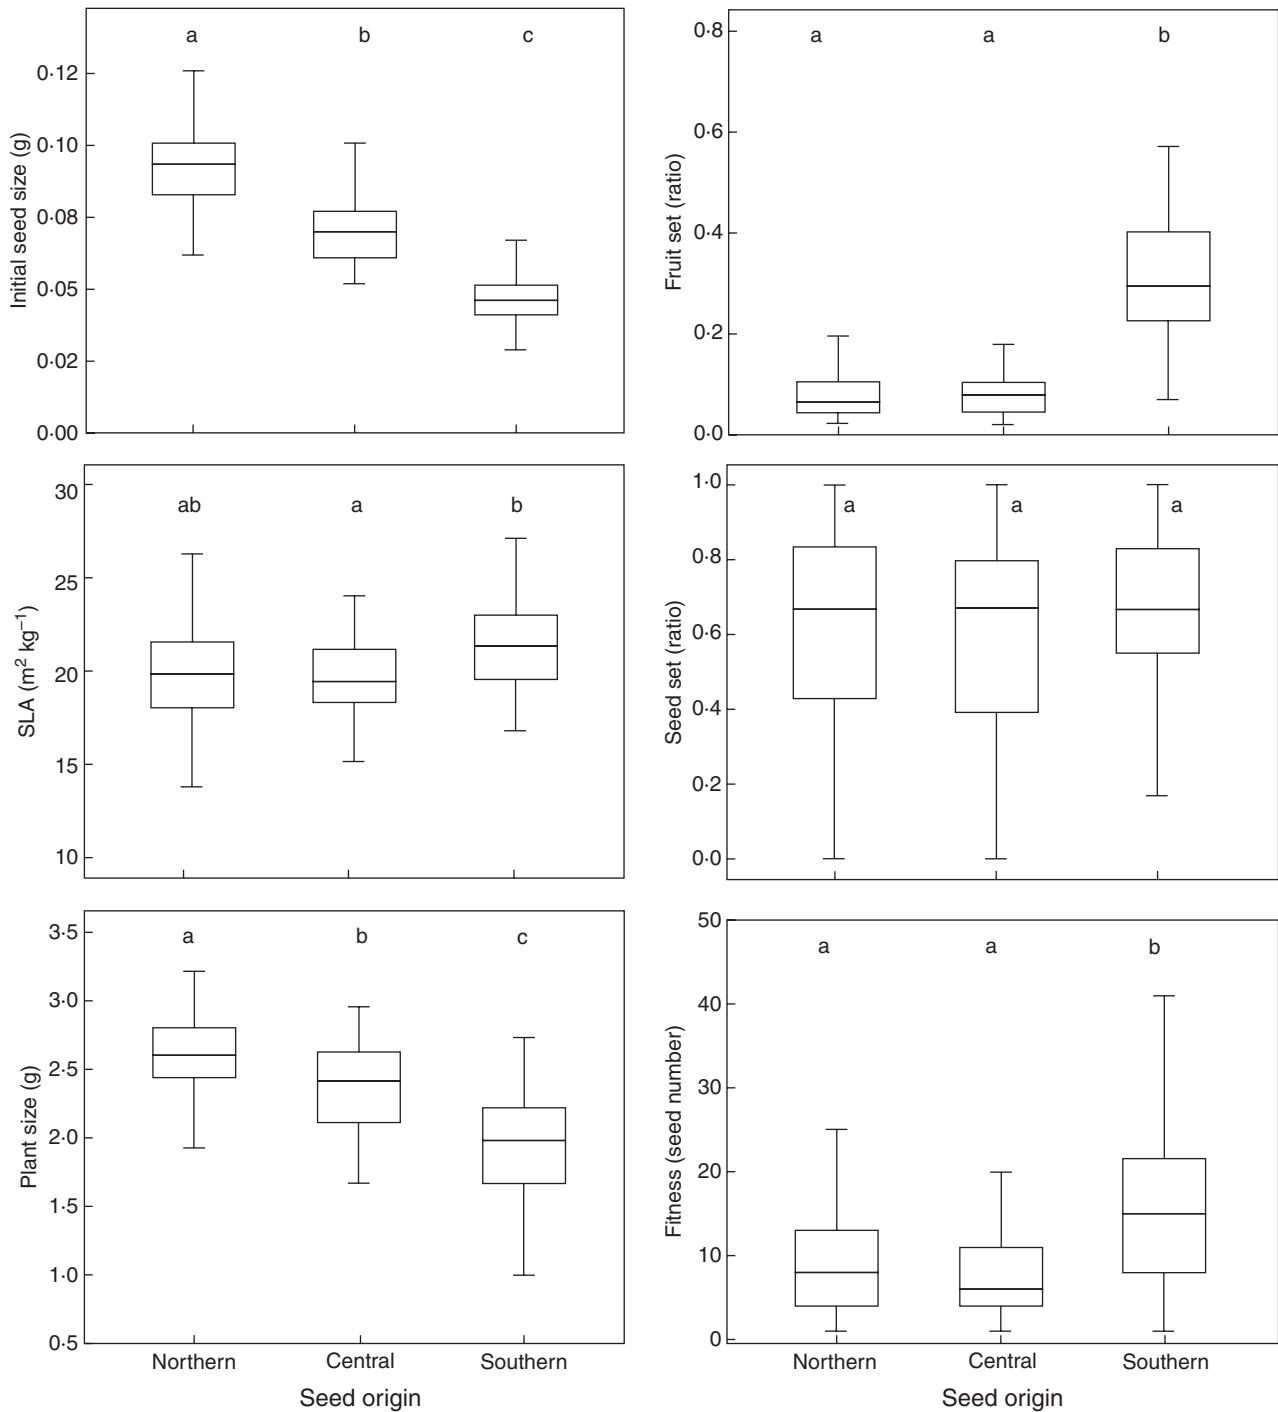 a b c
Initial seed size (g)
0·12
0·10
0·08
0·05
0·02
0·00
a a b
Fruit set (ratio)
0·8
0·6
0·4
0·2
0·0
ab a b
SLA (m² kg⁻¹)
30
25
20
15
10
a a a
Seed set (ratio)
1·0
0·8
0·6
0·4
0·2
0·0
a b c
Plant size (g)
3·5
3·0
2·5
2·0
1·5
1·0
0·5
Northern Central Southern
Seed origin
a a b
Fitness (seed number)
50
40
30
20
10
0
Northern Central Southern
Seed origin